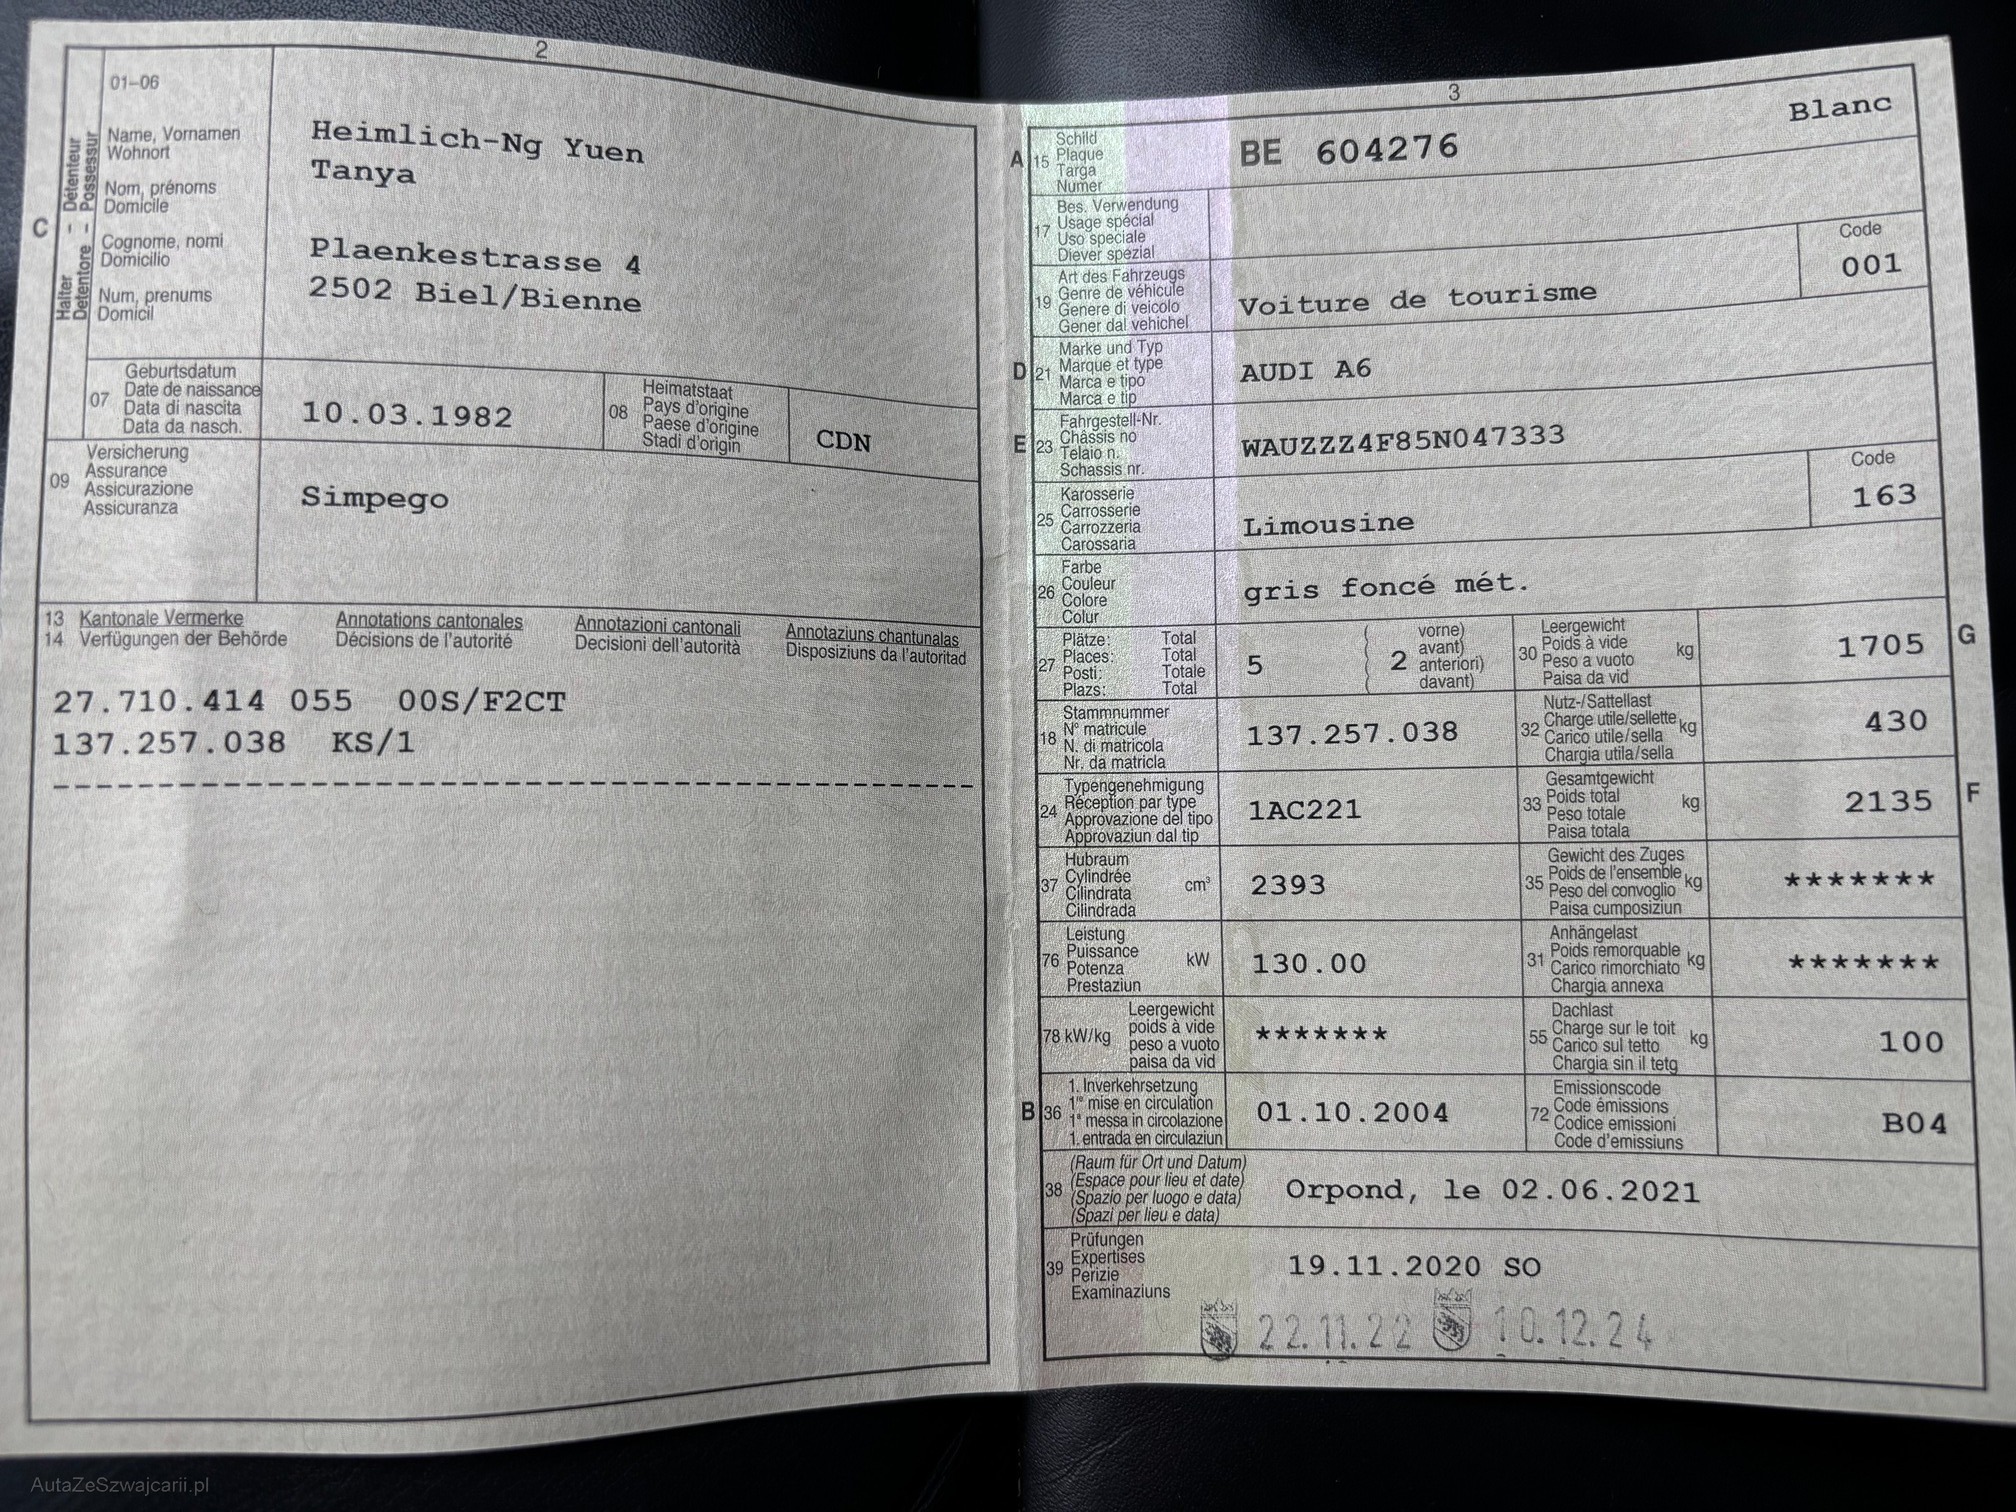 2
01–06
C
Halter – Détenteur
Detentore – Possessur
Name, Vornamen
Wohnort
Nom, prénoms
Domicile
Cognome, nomi
Domicilio
Num, prenums
Domicil
Heimlich-Ng Yuen
Tanya
Plaenkestrasse 4
2502 Biel/Bienne
07
Geburtsdatum
Date de naissance
Data di nascita
Data da nasch.
10.03.1982
08
Heimatstaat
Pays d'origine
Paese d'origine
Stadi d'origin
CDN
09
Versicherung
Assurance
Assicurazione
Assicuranza
Simpego
13 Kantonale Vermerke Annotations cantonales Annotazioni cantonali Annotaziuns chantunalas
14 Verfügungen der Behörde Décisions de l'autorité Decisioni dell'autorità Disposiziuns da l'autoritad
27.710.414 055 00S/F2CT
137.257.038 KS/1
3
A 15
Schild
Plaque
Targa
Numer
BE 604276
Blanc
17
Bes. Verwendung
Usage spécial
Uso speciale
Diever spezial
19
Art des Fahrzeugs
Genre de véhicule
Genere di veicolo
Gener dal vehichel
Voiture de tourisme
Code
001
D 21
Marke und Typ
Marque et type
Marca e tipo
Marca e tip
AUDI A6
E 23
Fahrgestell-Nr.
Châssis no
Telaio n.
Schassis nr.
WAUZZZ4F85N047333
25
Karosserie
Carrosserie
Carrozzeria
Carossaria
Limousine
Code
163
26
Farbe
Couleur
Colore
Colur
gris foncé mét.
27
Plätze: Total
Places: Total
Posti: Totale
Plazs: Total
5
2
vorne)
avant)
anteriori)
davant)
30
Leergewicht
Poids à vide
Peso a vuoto
Paisa da vid
kg
1705
G
18
Stammnummer
N° matricule
N. di matricola
Nr. da matricla
137.257.038
32
Nutz-/Sattellast
Charge utile/sellette
Carico utile/sella
Chargia utila/sella
kg
430
24
Typengenehmigung
Réception par type
Approvazione del tipo
Approvaziun dal tip
1AC221
33
Gesamtgewicht
Poids total
Peso totale
Paisa totala
kg
2135
F
37
Hubraum
Cylindrée
Cilindrata
Cilindrada
cm³
2393
35
Gewicht des Zuges
Poids de l'ensemble
Peso del convoglio
Paisa cumposiziun
kg
*******
76
Leistung
Puissance
Potenza
Prestaziun
kW
130.00
31
Anhängelast
Poids remorquable
Carico rimorchiato
Chargia annexa
kg
*******
78 kW/kg
Leergewicht
poids à vide
peso a vuoto
paisa da vid
*******
55
Dachlast
Charge sur le toit
Carico sul tetto
Chargia sin il tetg
kg
100
B 36
1. Inverkehrsetzung
1re mise en circulation
1a messa in circolazione
1. entrada en circulaziun
01.10.2004
72
Emissionscode
Code émissions
Codice emissioni
Code d'emissiuns
B04
38
(Raum für Ort und Datum)
(Espace pour lieu et date)
(Spazio per luogo e data)
(Spazi per lieu e data)
Orpond, le 02.06.2021
39
Prüfungen
Expertises
Perizie
Examinaziuns
19.11.2020 SO
22.11.22 10.12.24
AutaZeSzwajcarii.pl